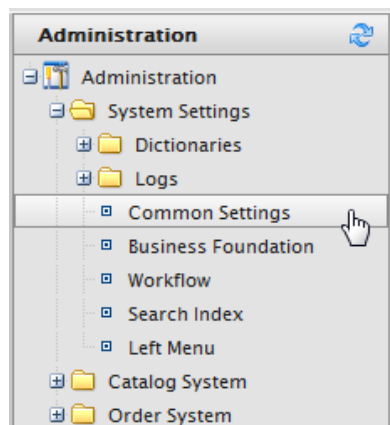 Administration
Administration
System Settings
Dictionaries
Logs
Common Settings
Business Foundation
Workflow
Search Index
Left Menu
Catalog System
Order System